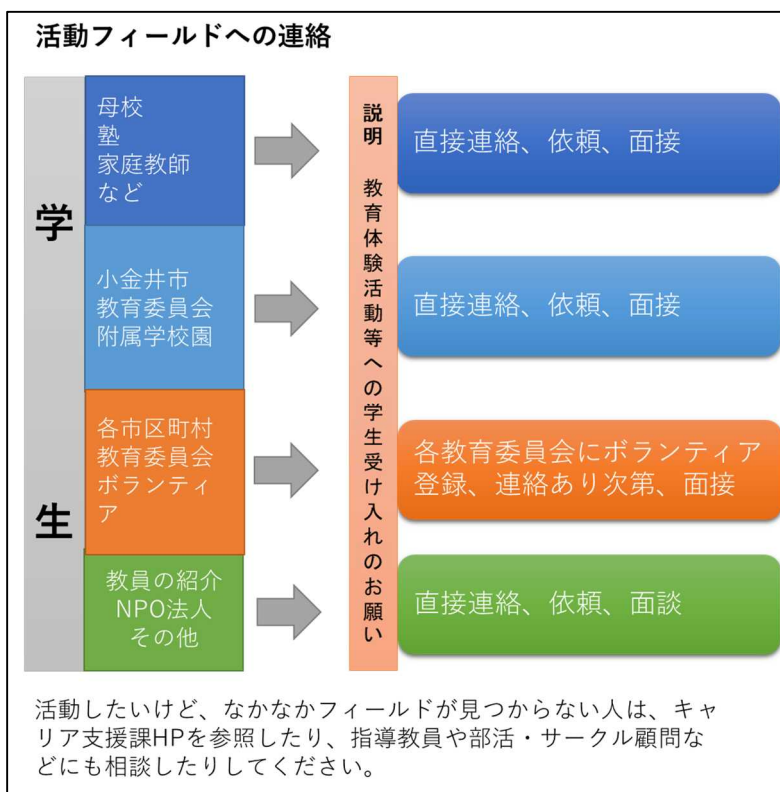 活動フィールドへの連絡
学
生
母校
塾
家庭教師
など
小金井市
教育委員会
附属学校園
各市区町村
教育委員会
ボランティ
ア
教員の紹介
NPO法人
その他
説明　教育体験活動等への学生受け入れのお願い
直接連絡、依頼、面接
直接連絡、依頼、面接
各教育委員会にボランティア
登録、連絡あり次第、面接
直接連絡、依頼、面談
活動したいけど、なかなかフィールドが見つからない人は、キャ
リア支援課HPを参照したり、指導教員や部活・サークル顧問な
どにも相談したりしてください。